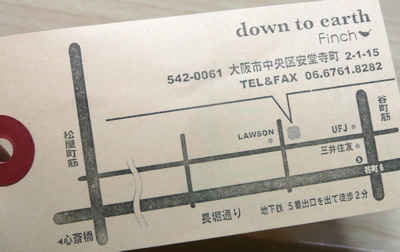 down to earth
Finch
542-0061 大阪市中央区安堂寺町 2-1-15
TEL&FAX 06.6761.8282
松屋町筋
谷町筋
LAWSON
UFJ
三井住友
谷町6
長堀通り
地下鉄 5番出口を出て徒歩2分
心斎橋